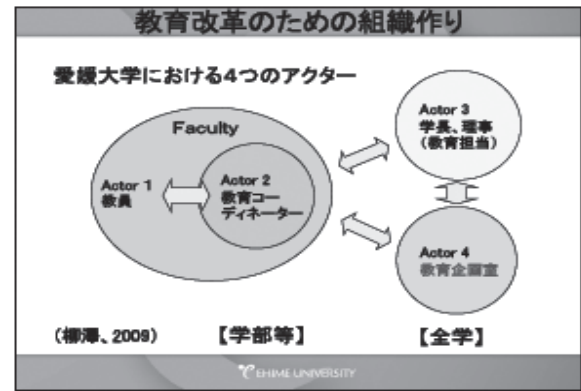 教育改革のための組織作り
愛媛大学における4つのアクター
Faculty
Actor 1
教員
Actor 2
教育コー
ディネーター
Actor 3
学長、理事
(教育担当)
Actor 4
教育企画室
(柳澤、2009)
【学部等】
【全学】
EHIME UNIVERSITY